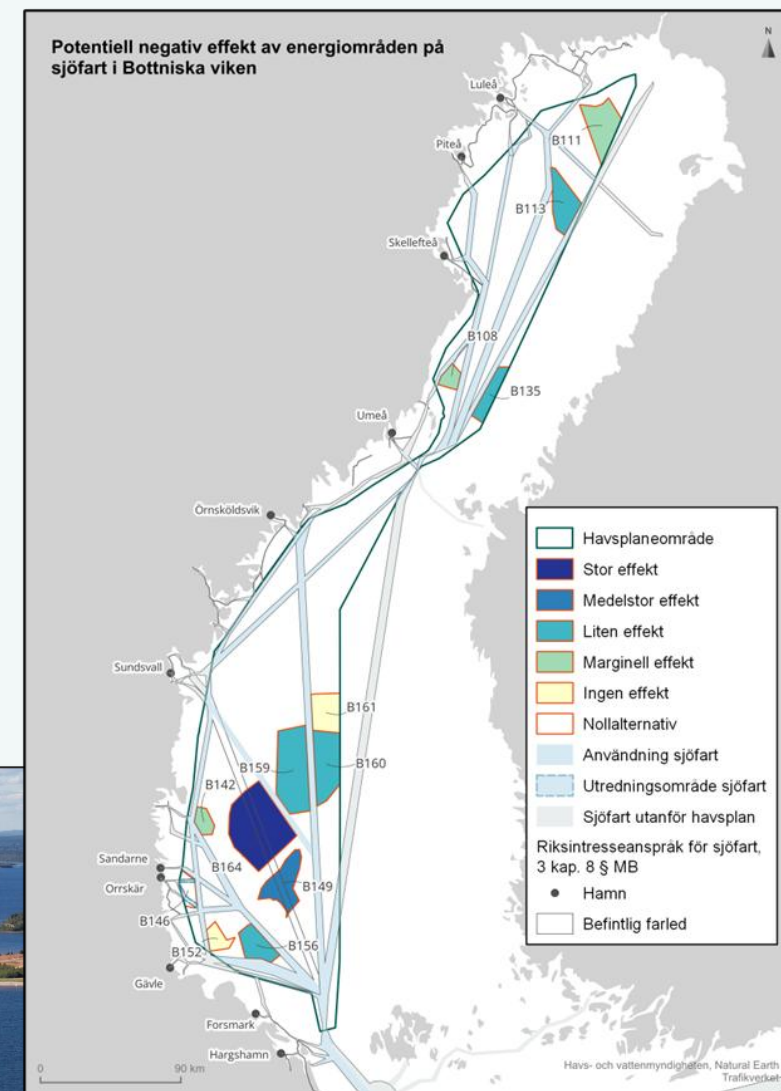 Potentiell negativ effekt av energiområden på
sjöfart i Bottniska viken
N
Luleå
B111
Piteå
B113
Skellefteå
B108
B135
Umeå
Örnsköldsvik
Sundsvall
B161
B159
B160
B142
B164
Sandarne
Orrskär
B149
B146
B152
B156
Gävle
Forsmark
Hargshamn
Havsplaneområde
Stor effekt
Medelstor effekt
Liten effekt
Marginell effekt
Ingen effekt
Nollalternativ
Användning sjöfart
Utredningsområde sjöfart
Sjöfart utanför havsplan
Riksintresseanspråk för sjöfart,
3 kap. 8 § MB
Hamn
Befintlig farled
0 90 km
Havs- och vattenmyndigheten, Natural Earth
Trafikverket